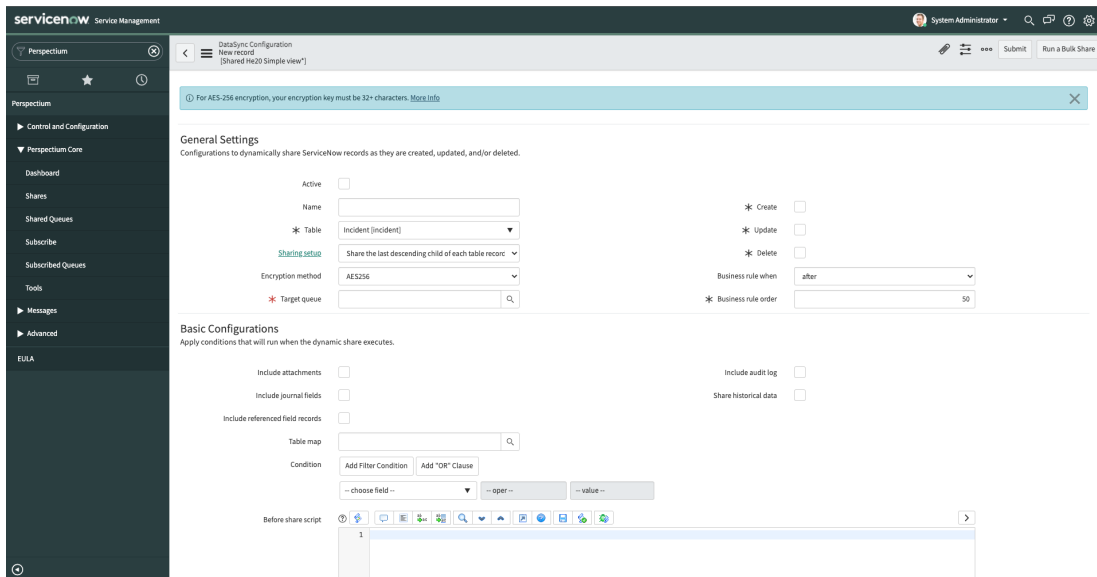 servicenow Service Management
System Administrator
Perspectium
Perspectium
Control and Configuration
Perspectium Core
Dashboard
Shares
Shared Queues
Subscribe
Subscribed Queues
Tools
Messages
Advanced
EULA
DataSync Configuration
New record
[Shared He20 Simple view*]
Submit
Run a Bulk Share
For AES-256 encryption, your encryption key must be 32+ characters. More Info
General Settings
Configurations to dynamically share ServiceNow records as they are created, updated, and/or deleted.
Active
Name
Create
Table Incident [incident]
Update
Sharing setup Share the last descending child of each table recorc
Delete
Encryption method AES256
Business rule when after
Target queue
Business rule order 50
Basic Configurations
Apply conditions that will run when the dynamic share executes.
Include attachments
Include audit log
Include journal fields
Share historical data
Include referenced field records
Table map
Condition Add Filter Condition Add "OR" Clause
-- choose field -- -- oper -- -- value --
Before share script
1